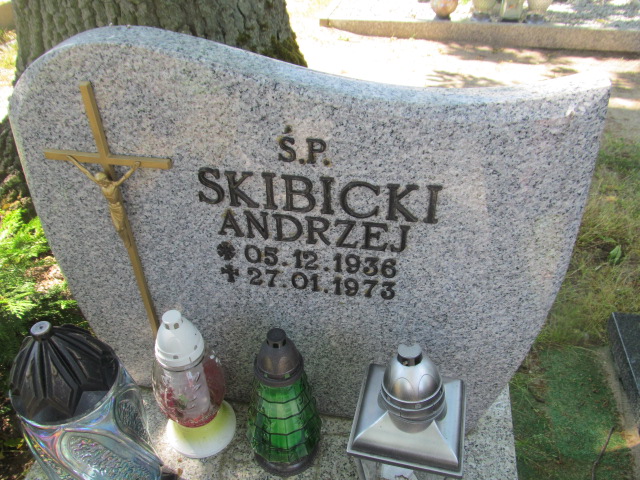 Ś.P.
SKIBICKI
ANDRZEJ
* 05.12.1936
✝ 27.01.1973